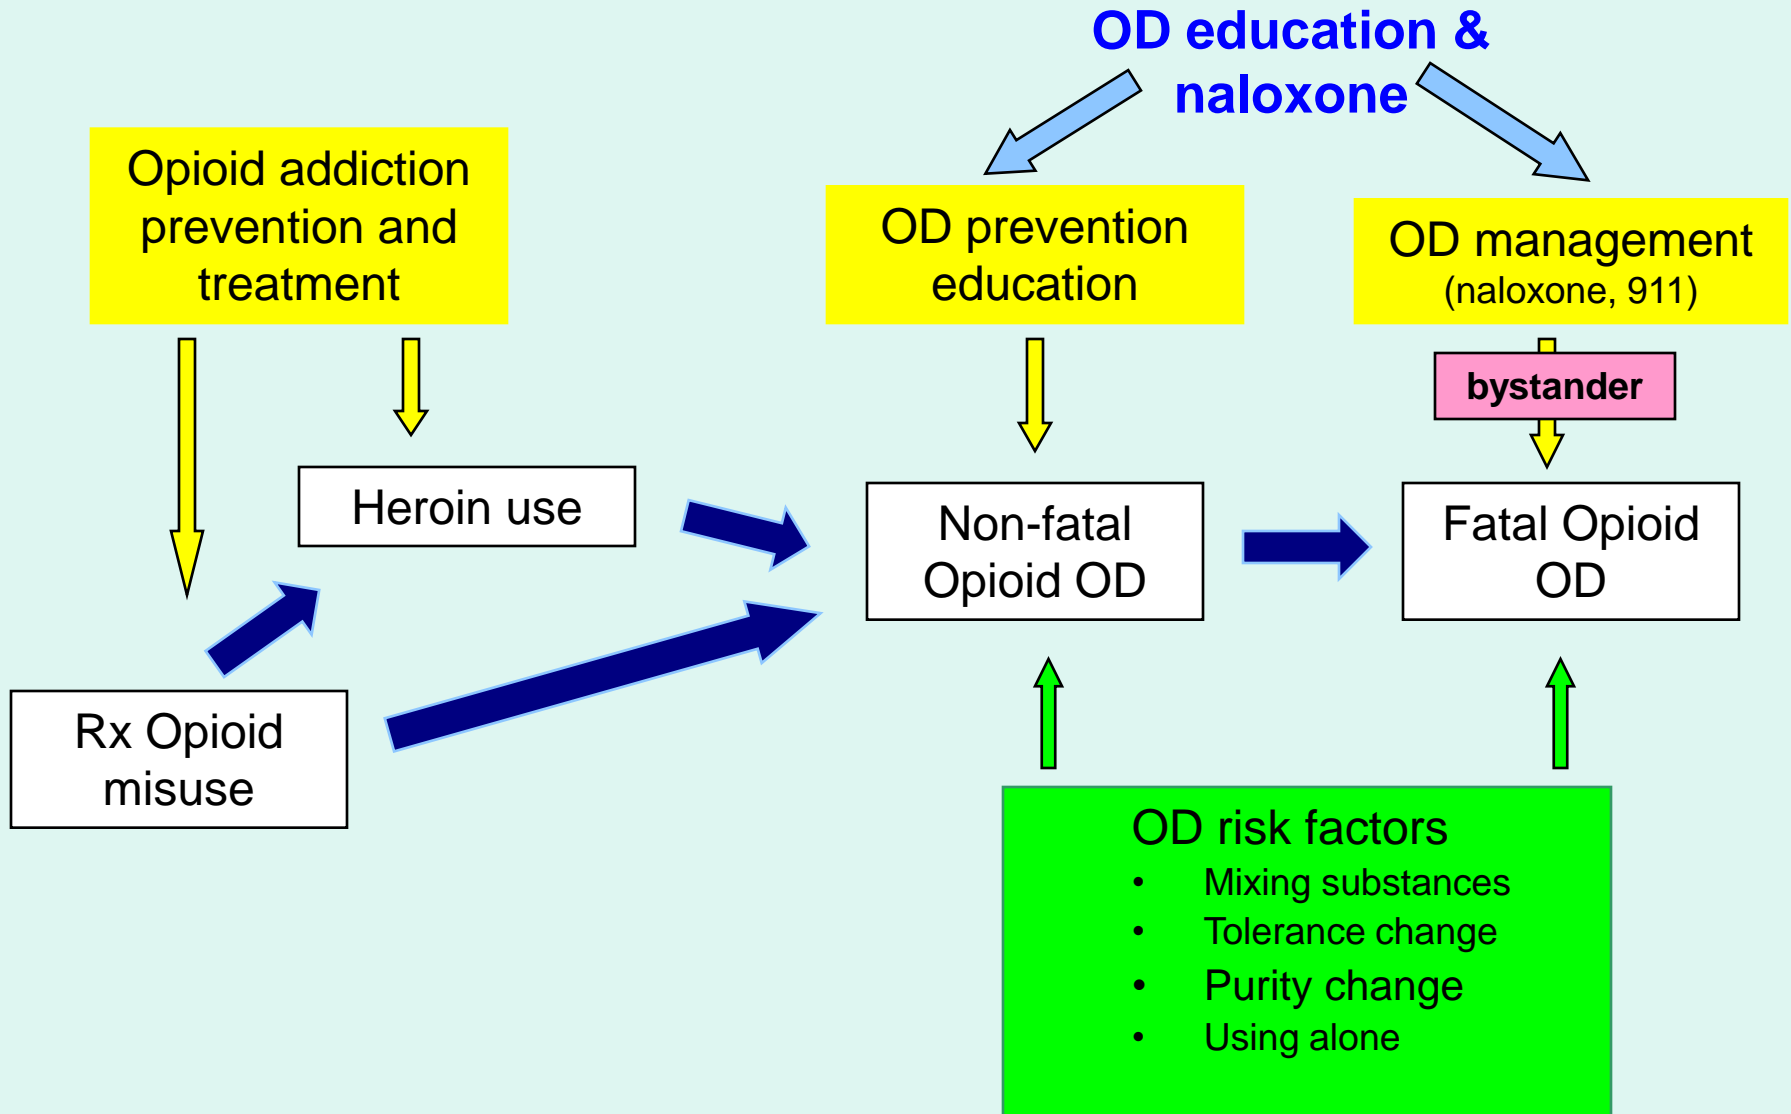 OD education &
naloxone
Opioid addiction
prevention and
treatment
OD prevention
education
OD management
(naloxone, 911)
bystander
Heroin use
Non-fatal
Opioid OD
Fatal Opioid
OD
Rx Opioid
misuse
OD risk factors
• Mixing substances
• Tolerance change
• Purity change
• Using alone